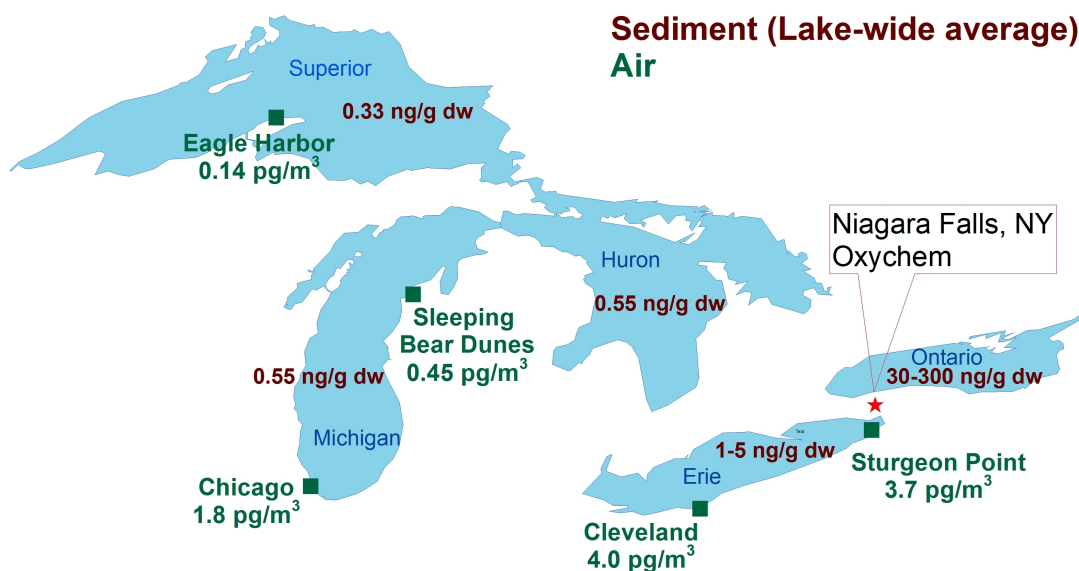 Sediment (Lake-wide average)
Air
Superior
0.33 ng/g dw
Eagle Harbor
0.14 pg/m³
Niagara Falls, NY
Oxychem
Huron
0.55 ng/g dw
Sleeping
Bear Dunes
0.45 pg/m³
0.55 ng/g dw
Michigan
Chicago
1.8 pg/m³
Ontario
30-300 ng/g dw
Test
1-5 ng/g dw
Erie
Sturgeon Point
3.7 pg/m³
Cleveland
4.0 pg/m³